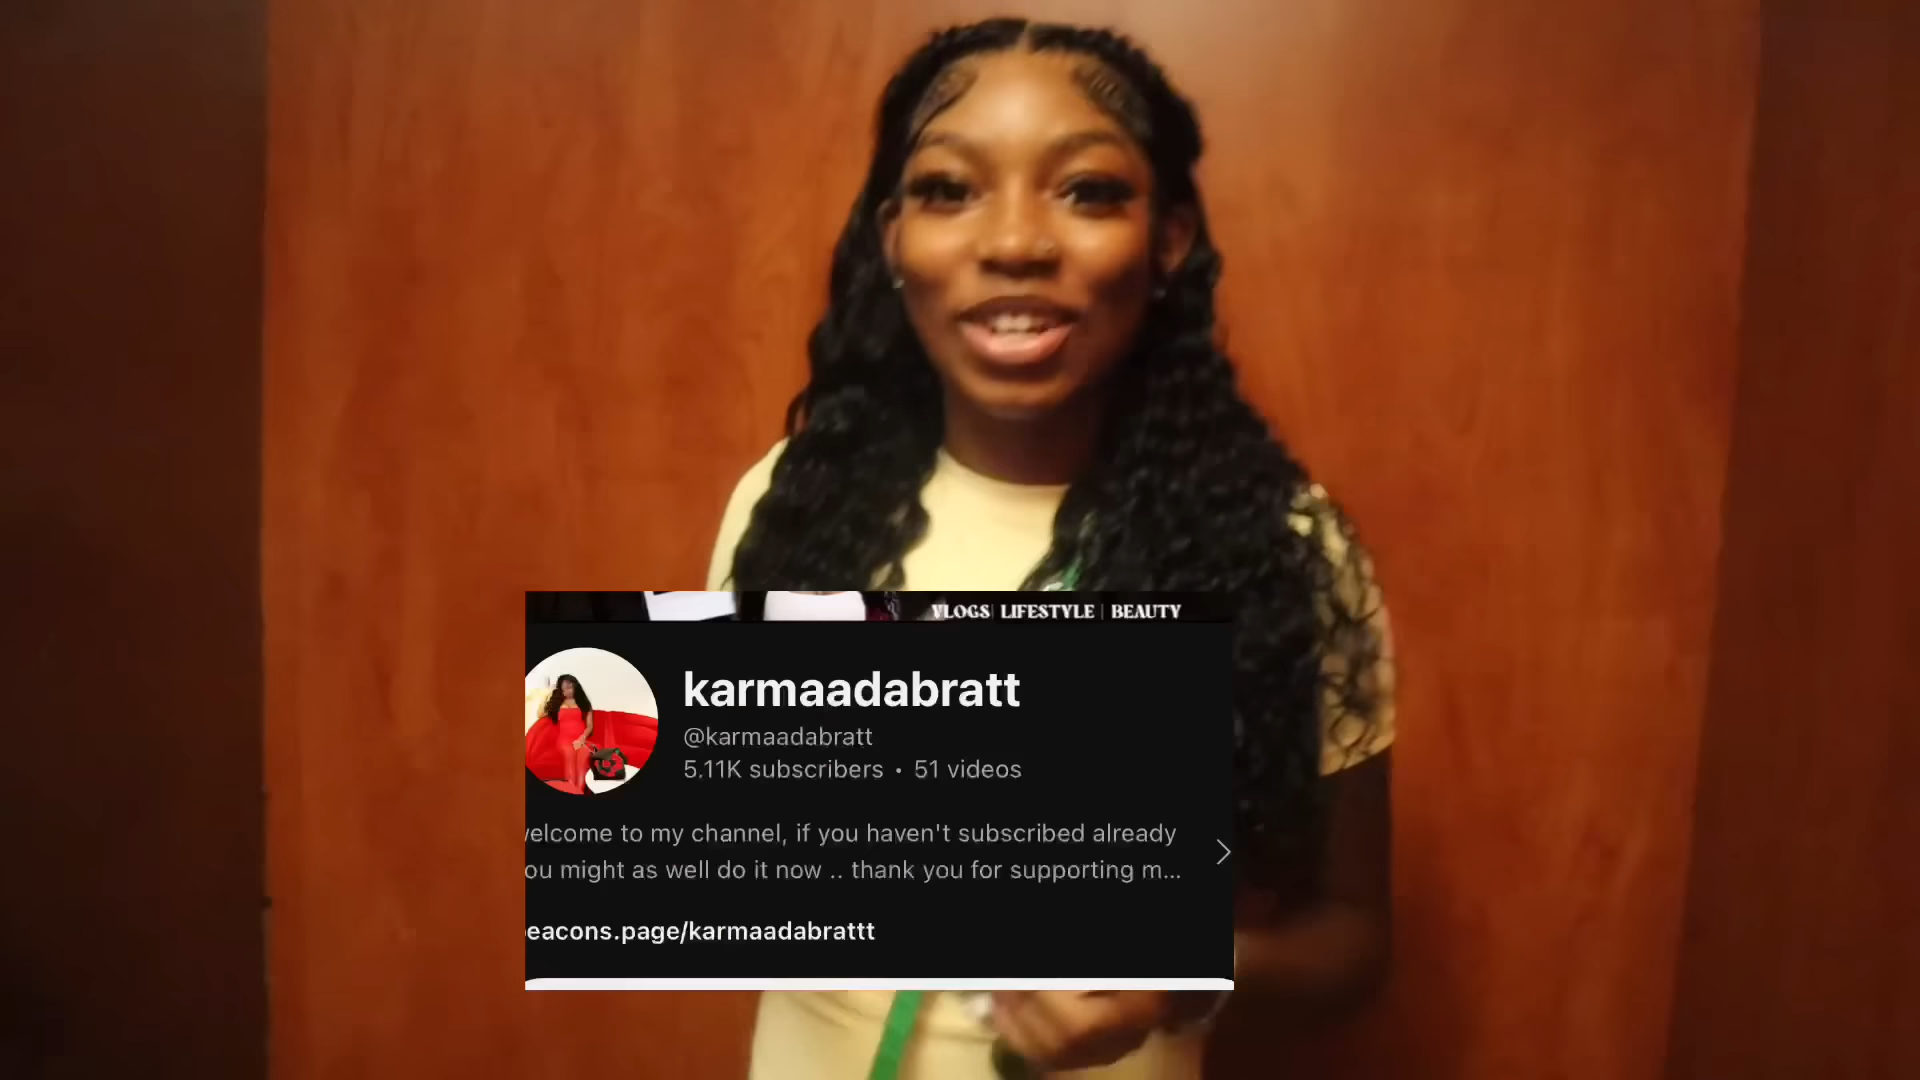 VLOGS| LIFESTYLE | BEAUTY
karmaadabratt
@karmaadabratt
5.11K subscribers • 51 videos
elcome to my channel, if you haven't subscribed already
ou might as well do it now .. thank you for supporting m...
eacons.page/karmaadabrattt